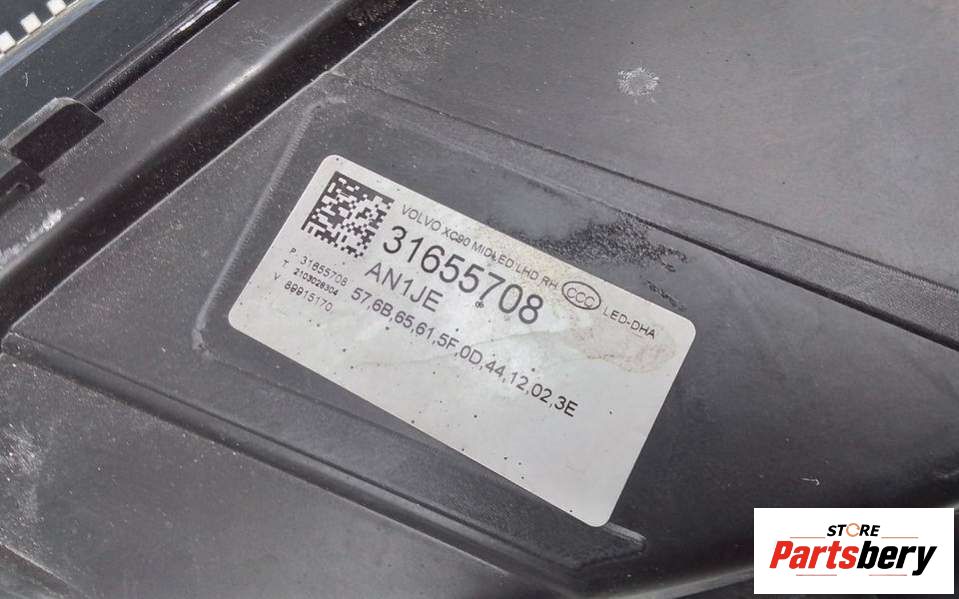 VOLVO XC90 MIDLED LHD RH CCC LED-DHA
31655708
AN1JE
57,6B,65,61,5F,0D,44,12,02,3E
P 31655708
T 2103026304
V 89915170
STORE
Partsbery